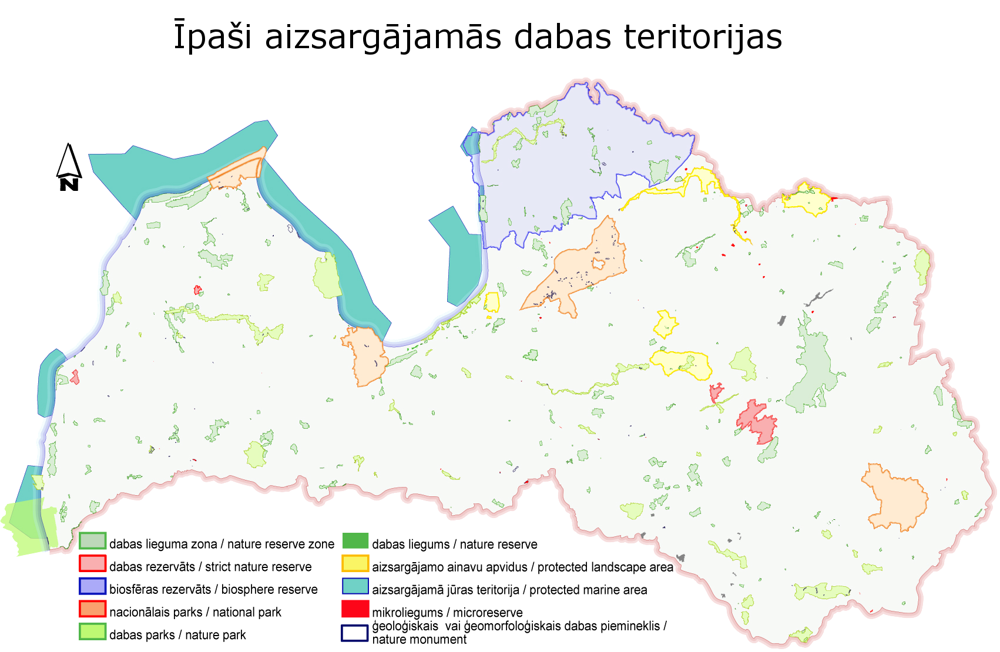 Īpaši aizsargājamās dabas teritorijas
N
dabas lieguma zona / nature reserve zone
dabas rezervāts / strict nature reserve
biosfēras rezervāts / biosphere reserve
nacionālais parks / national park
dabas parks / nature park
dabas liegums / nature reserve
aizsargājamo ainavu apvidus / protected landscape area
aizsargājamā jūras teritorija / protected marine area
mikroliegums / microreserve
ģeoloģiskais vai ģeomorfoloģiskais dabas piemineklis /
nature monument